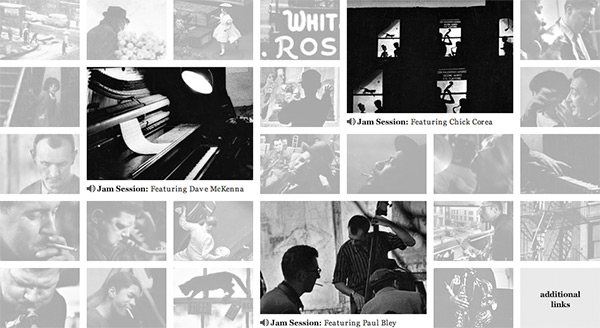 WHIT
ROS
Jam Session: Featuring Chick Corea
Jam Session: Featuring Dave McKenna
Jam Session: Featuring Paul Bley
additional
links